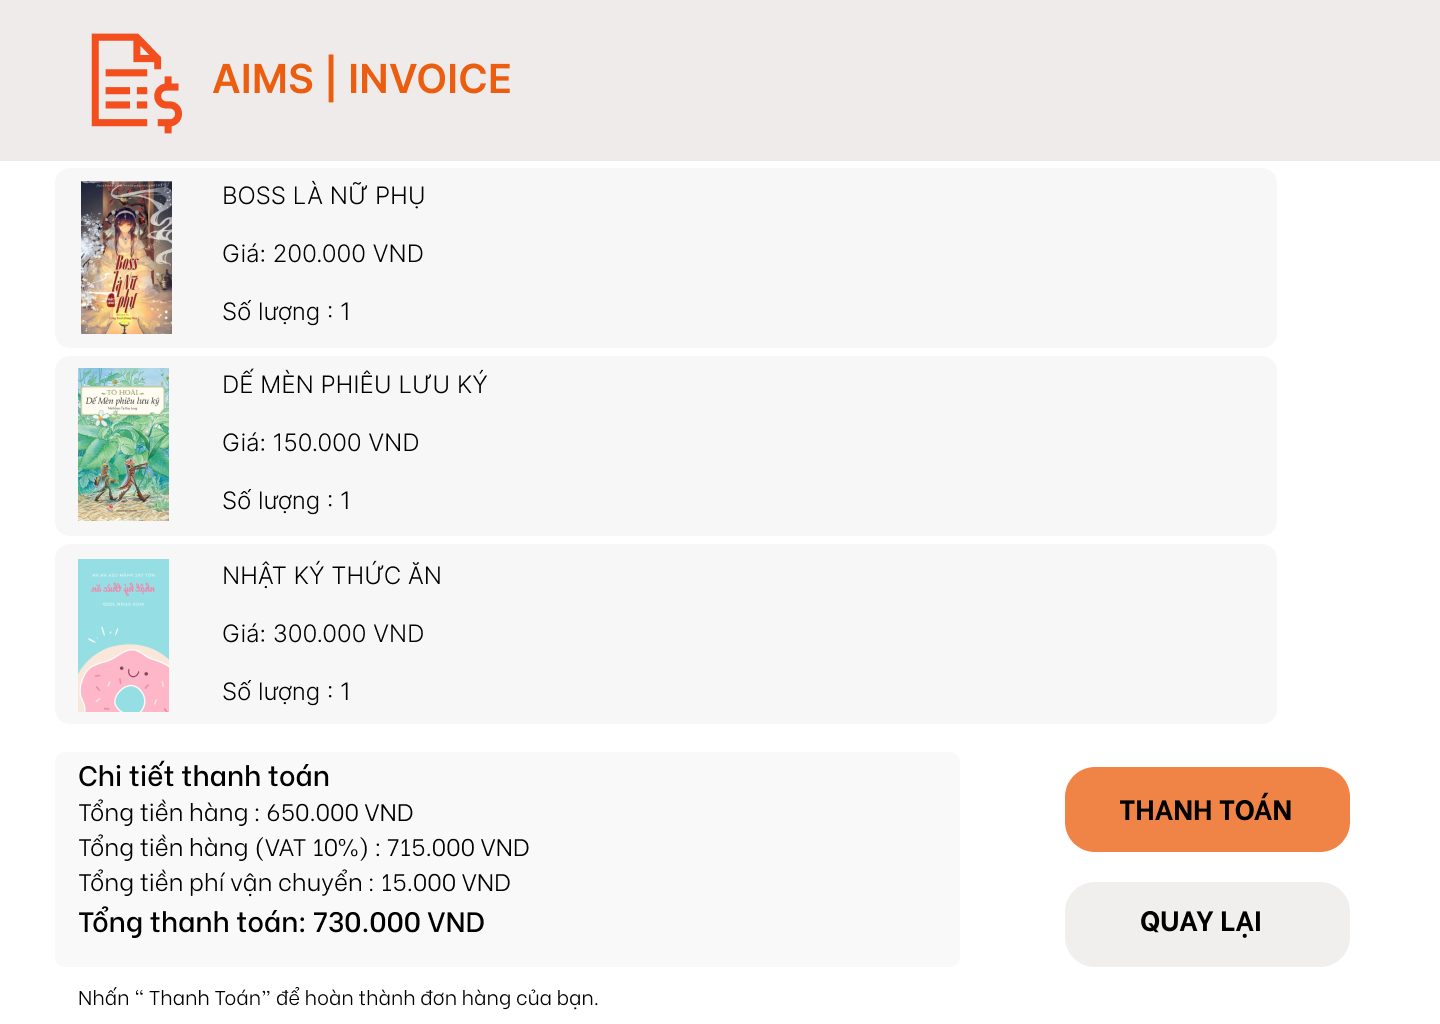 AIMS | INVOICE
BOSS LÀ NỮ PHỤ
Giá: 200.000 VND
Số lượng : 1
Boss
là Nữ
phụ
DẾ MÈN PHIÊU LƯU KÝ
Giá: 150.000 VND
Số lượng : 1
TÔ HOÀI
Dế Mèn phiêu lưu ký
NHẬT KÝ THỨC ĂN
Giá: 300.000 VND
Số lượng : 1
nhật ký thức ăn
Chi tiết thanh toán
Tổng tiền hàng : 650.000 VND
Tổng tiền hàng (VAT 10%) : 715.000 VND
Tổng tiền phí vận chuyển : 15.000 VND
Tổng thanh toán: 730.000 VND
THANH TOÁN
QUAY LẠI
Nhấn “ Thanh Toán” để hoàn thành đơn hàng của bạn.